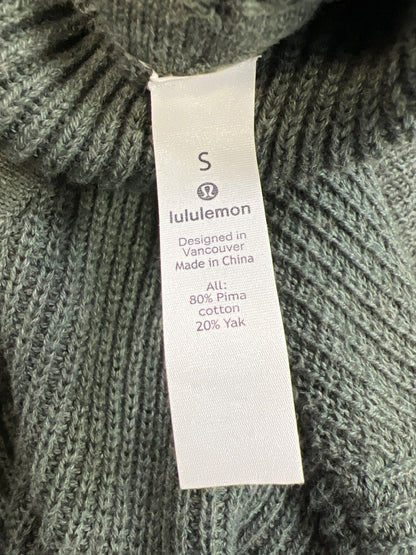 S
lululemon
Designed in
Vancouver
Made in China
All:
80% Pima
cotton
20% Yak